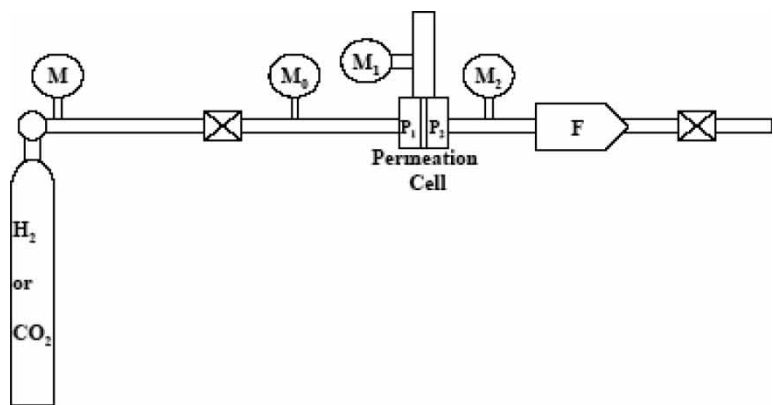 M
M₀
M₁
M₂
P₁
P₂
F
Permeation
Cell
H₂
or
CO₂